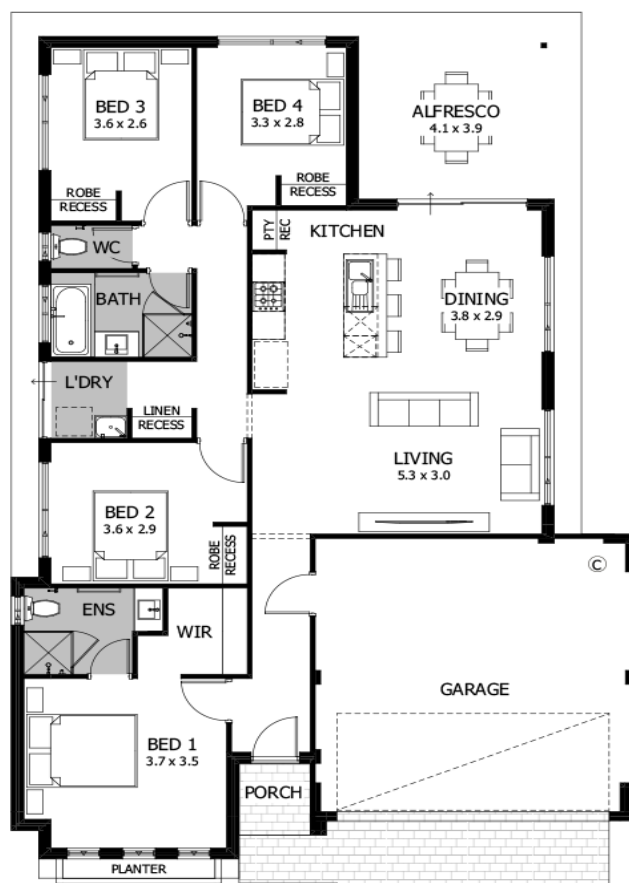 BED 3
3.6 x 2.6
BED 4
3.3 x 2.8
ALFRESCO
4.1 x 3.9
ROBE
RECESS
ROBE
RECESS
WC
PTY
REC
KITCHEN
BATH
DINING
3.8 x 2.9
L'DRY
LINEN
RECESS
LIVING
5.3 x 3.0
BED 2
3.6 x 2.9
ROBE
RECESS
C
ENS
WIR
GARAGE
BED 1
3.7 x 3.5
PORCH
PLANTER